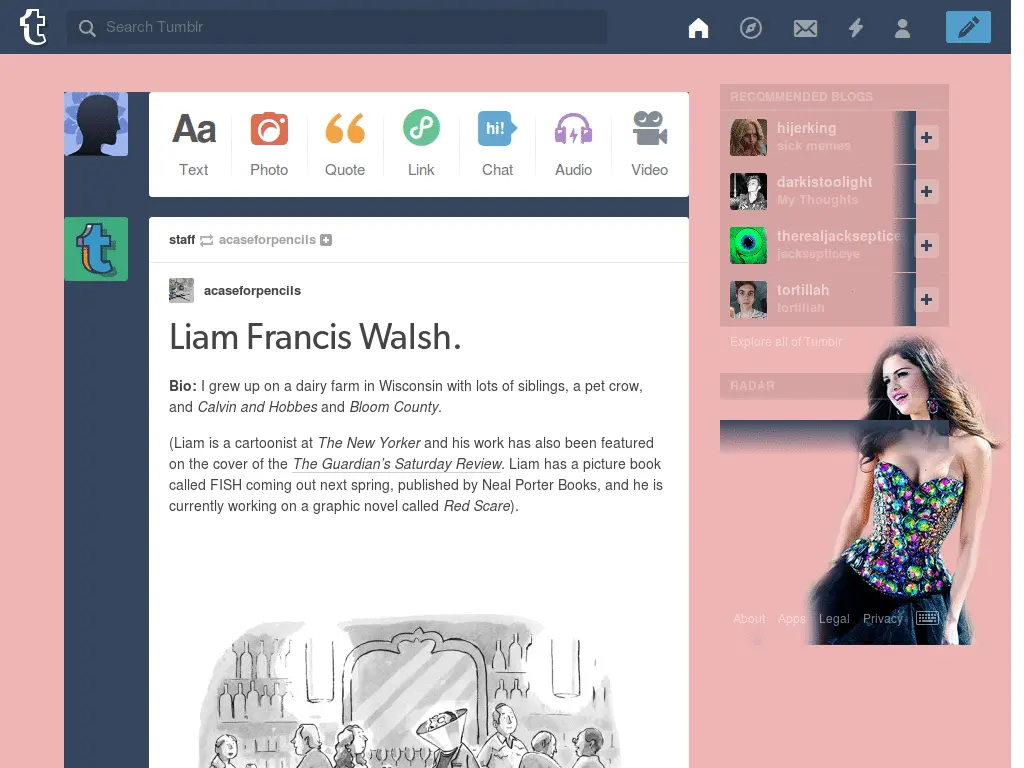 Search Tumblr
Aa
hi!
Text Photo Quote Link Chat Audio Video
staff acaseforpencils
acaseforpencils
Liam Francis Walsh.
Bio: I grew up on a dairy farm in Wisconsin with lots of siblings, a pet crow,
and Calvin and Hobbes and Bloom County.
(Liam is a cartoonist at The New Yorker and his work has also been featured
on the cover of the The Guardian's Saturday Review. Liam has a picture book
called FISH coming out next spring, published by Neal Porter Books, and he is
currently working on a graphic novel called Red Scare).
RECOMMENDED BLOGS
hijerking
sick memes
darkistoolight
My Thoughts
therealjackseptice
jacksepticeye
tortillah
tortillah
Explore all of Tumblr
RADAR
About Apps Legal Privacy